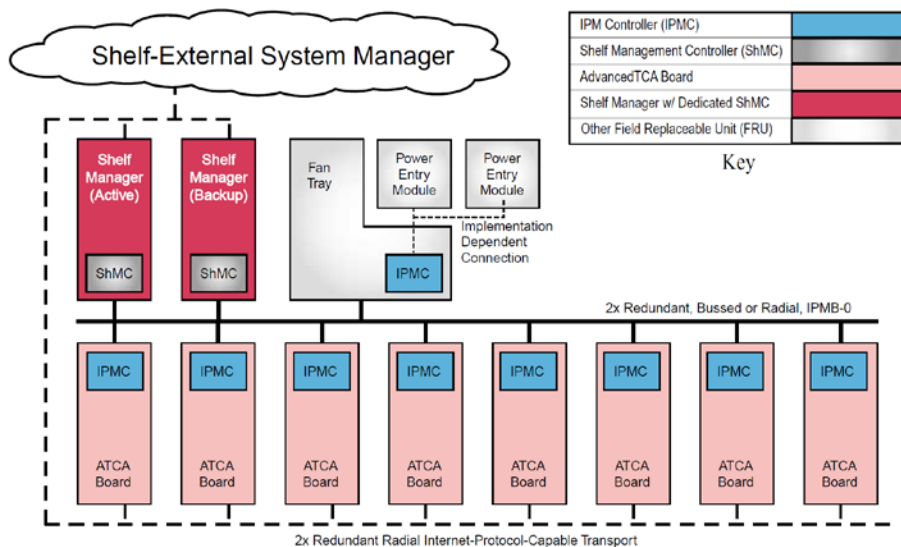 Shelf-External System Manager
IPM Controller (IPMC)
Shelf Management Controller (ShMC)
AdvancedTCA Board
Shelf Manager w/ Dedicated ShMC
Other Field Replaceable Unit (FRU)
Key
Shelf
Manager
(Active)
ShMC
Shelf
Manager
(Backup)
ShMC
Fan
Tray
Power
Entry
Module
Power
Entry
Module
Implementation
Dependent
Connection
IPMC
2x Redundant, Bussed or Radial, IPMB-0
IPMC
IPMC
IPMC
IPMC
IPMC
IPMC
IPMC
IPMC
ATCA
Board
ATCA
Board
ATCA
Board
ATCA
Board
ATCA
Board
ATCA
Board
ATCA
Board
ATCA
Board
2x Redundant Radial Internet-Protocol-Capable Transport